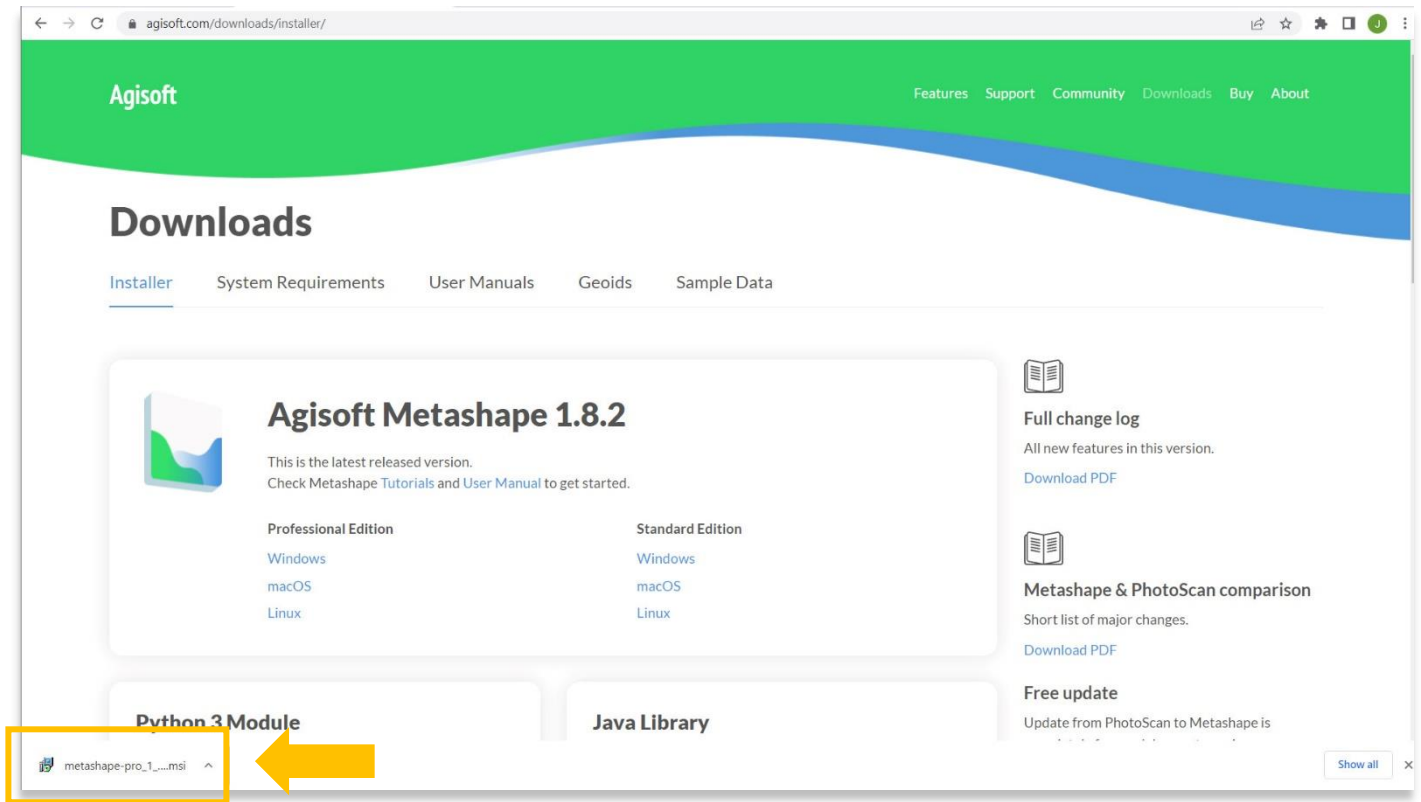 agisoft.com/downloads/installer/
J
Agisoft
Features Support Community Downloads Buy About
Downloads
Installer System Requirements User Manuals Geoids Sample Data
Agisoft Metashape 1.8.2
This is the latest released version.
Check Metashape Tutorials and User Manual to get started.
Professional Edition
Windows
macOS
Linux
Standard Edition
Windows
macOS
Linux
Full change log
All new features in this version.
Download PDF
Metashape & PhotoScan comparison
Short list of major changes.
Download PDF
Free update
Update from PhotoScan to Metashape is
Python 3 Module
Java Library
metashape-pro_1_....msi
Show all